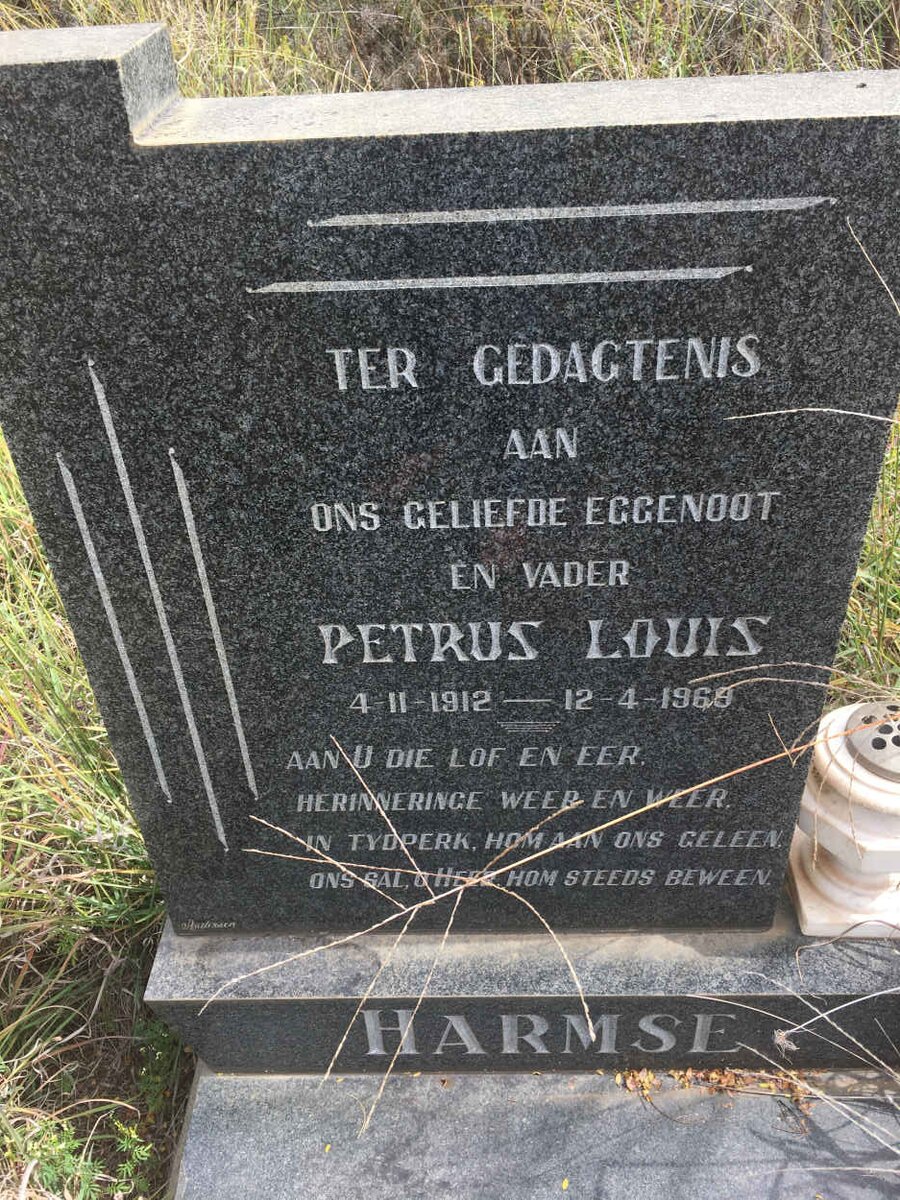 TER GEDAGTENIS
AAN
ONS GELIEFDE EGGENOOT
EN VADER
PETRUS LOUIS
4-11-1912 — 12-4-1969
AAN U DIE LOF EN EER,
HERINNERINGE WEER EN WEER,
IN TYDPERK, HOM AAN ONS GELEEN,
ONS SAL, O HEER, HOM STEEDS BEWEEN.
HARMSE